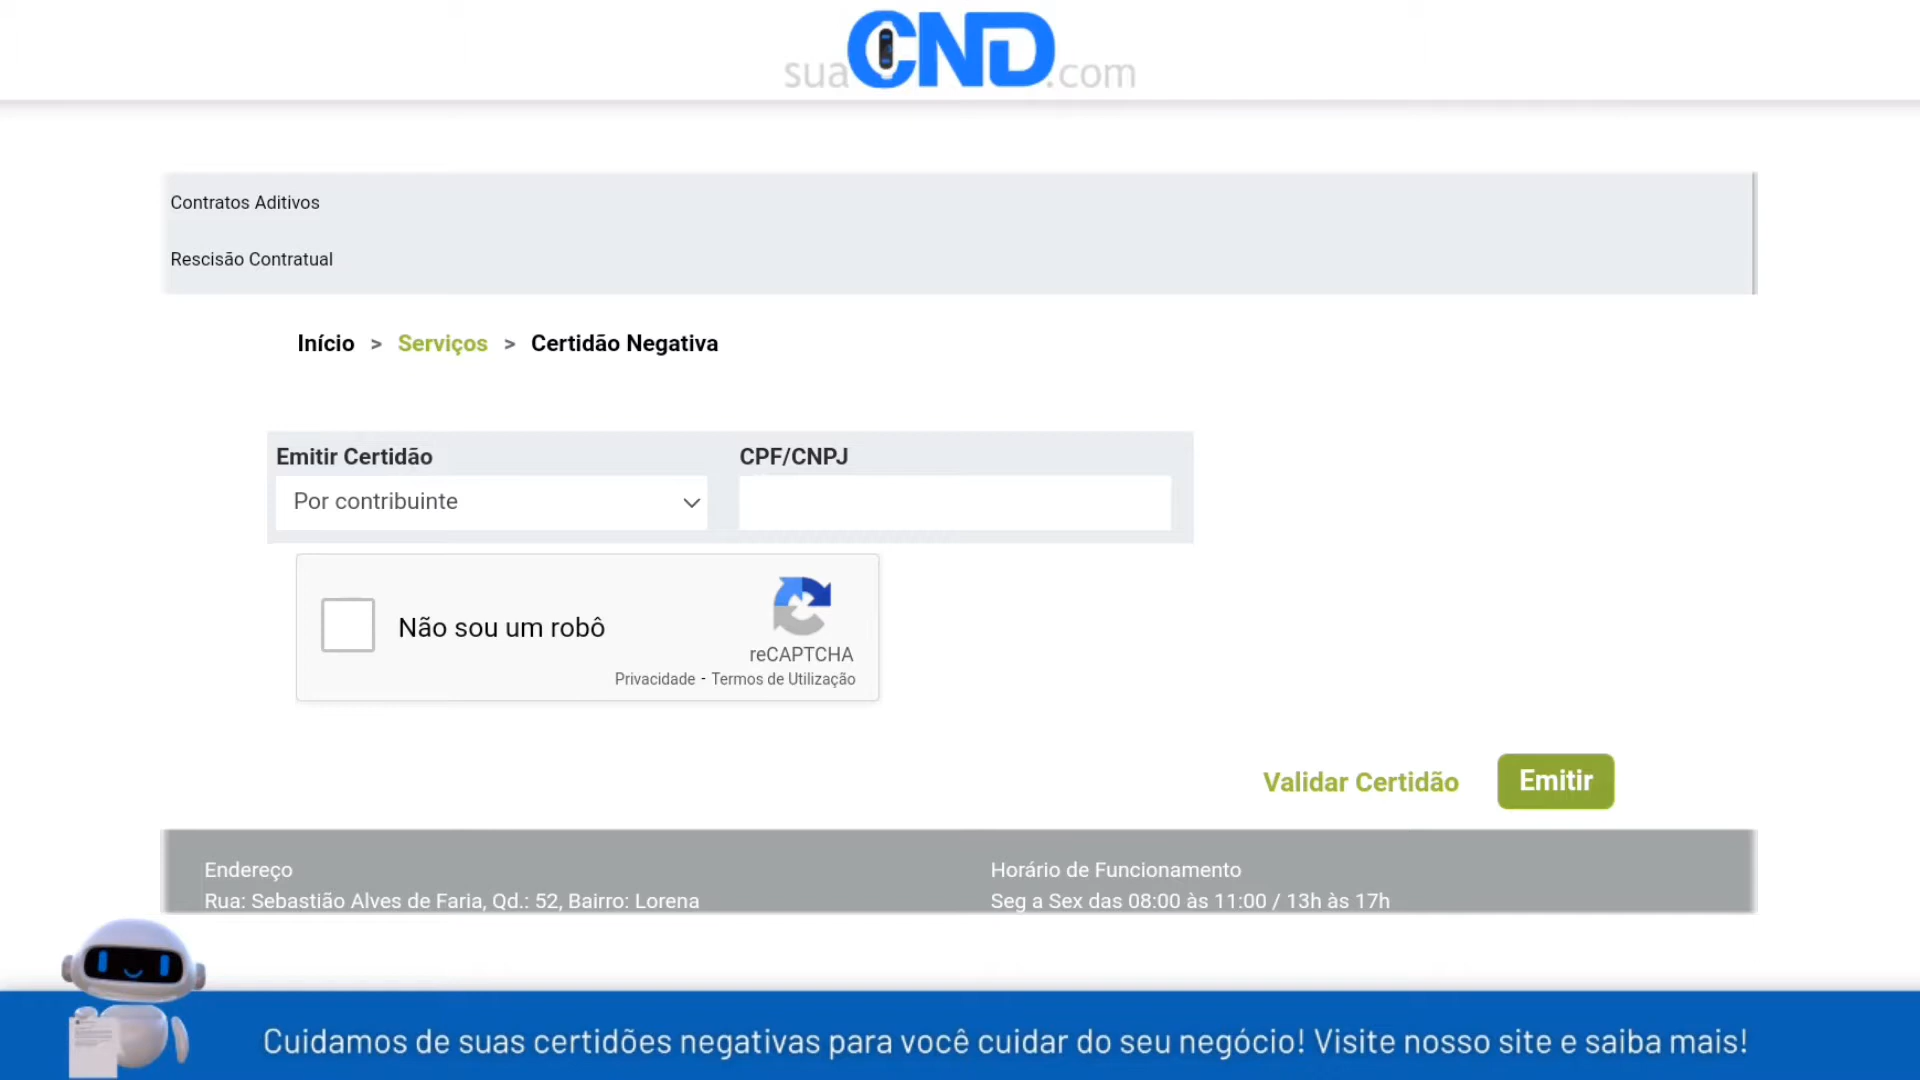 suaCND.com
Contratos Aditivos
Rescisão Contratual
Início > Serviços > Certidão Negativa
Emitir Certidão
CPF/CNPJ
Por contribuinte
Não sou um robô
reCAPTCHA
Privacidade - Termos de Utilização
Validar Certidão
Emitir
Endereço
Rua: Sebastião Alves de Faria, Qd.: 52, Bairro: Lorena
Horário de Funcionamento
Seg a Sex das 08:00 às 11:00 / 13h às 17h
Cuidamos de suas certidões negativas para você cuidar do seu negócio! Visite nosso site e saiba mais!